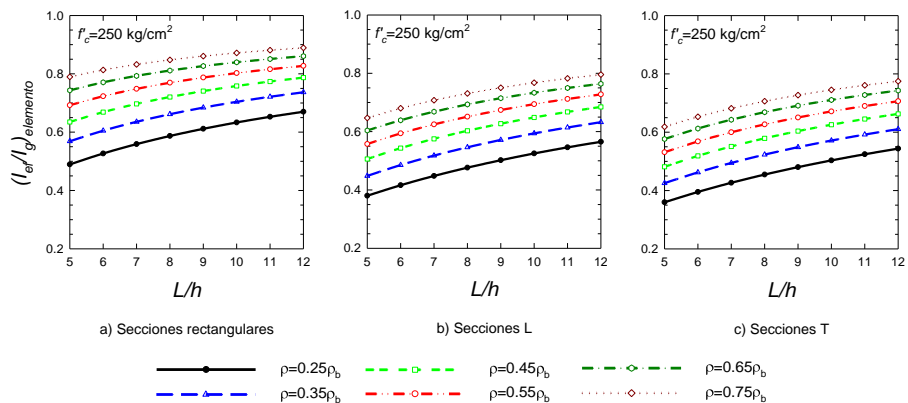 f'c=250 kg/cm2
f'c=250 kg/cm2
f'c=250 kg/cm2
(Ief/Ig)elemento
1.0
0.8
0.6
0.4
0.2
5 6 7 8 9 10 11 12
L/h
a) Secciones rectangulares
1.0
0.8
0.6
0.4
0.2
5 6 7 8 9 10 11 12
L/h
b) Secciones L
1.0
0.8
0.6
0.4
0.2
5 6 7 8 9 10 11 12
L/h
c) Secciones T
ρ=0.25ρb
ρ=0.45ρb
ρ=0.65ρb
ρ=0.35ρb
ρ=0.55ρb
ρ=0.75ρb